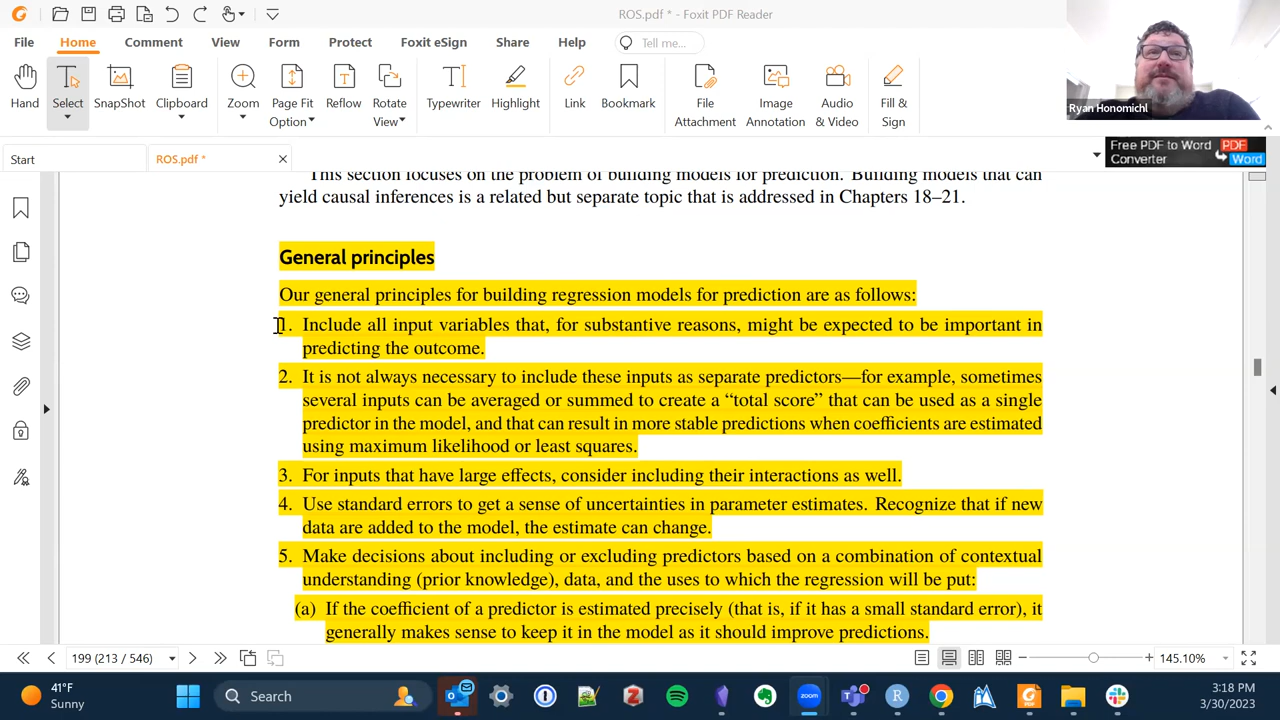 ROS.pdf * - Foxit PDF Reader
File Home Comment View Form Protect Foxit eSign Share Help Tell me...
Hand
Select
SnapShot
Clipboard
Zoom
Page Fit
Option
Reflow
Rotate
View
Typewriter
Highlight
Link
Bookmark
File
Attachment
Image
Annotation
Audio
& Video
Fill &
Sign
Ryan Honomichl
Start
ROS.pdf *
Free PDF to Word
Converter
PDF
Word
This section focuses on the problem of building models for prediction. Building models that can
yield causal inferences is a related but separate topic that is addressed in Chapters 18–21.
General principles
Our general principles for building regression models for prediction are as follows:
1. Include all input variables that, for substantive reasons, might be expected to be important in
predicting the outcome.
2. It is not always necessary to include these inputs as separate predictors—for example, sometimes
several inputs can be averaged or summed to create a “total score” that can be used as a single
predictor in the model, and that can result in more stable predictions when coefficients are estimated
using maximum likelihood or least squares.
3. For inputs that have large effects, consider including their interactions as well.
4. Use standard errors to get a sense of uncertainties in parameter estimates. Recognize that if new
data are added to the model, the estimate can change.
5. Make decisions about including or excluding predictors based on a combination of contextual
understanding (prior knowledge), data, and the uses to which the regression will be put:
(a) If the coefficient of a predictor is estimated precisely (that is, if it has a small standard error), it
generally makes sense to keep it in the model as it should improve predictions.
199 (213 / 546)
145.10%
41°F
Sunny
Search
3:18 PM
3/30/2023